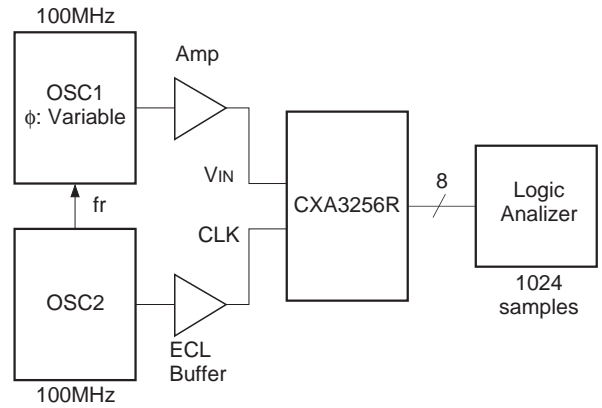 100MHz
OSC1
ϕ: Variable
Amp
fr
VIN
CLK
CXA3256R
8
Logic
Analizer
1024
samples
OSC2
ECL
Buffer
100MHz